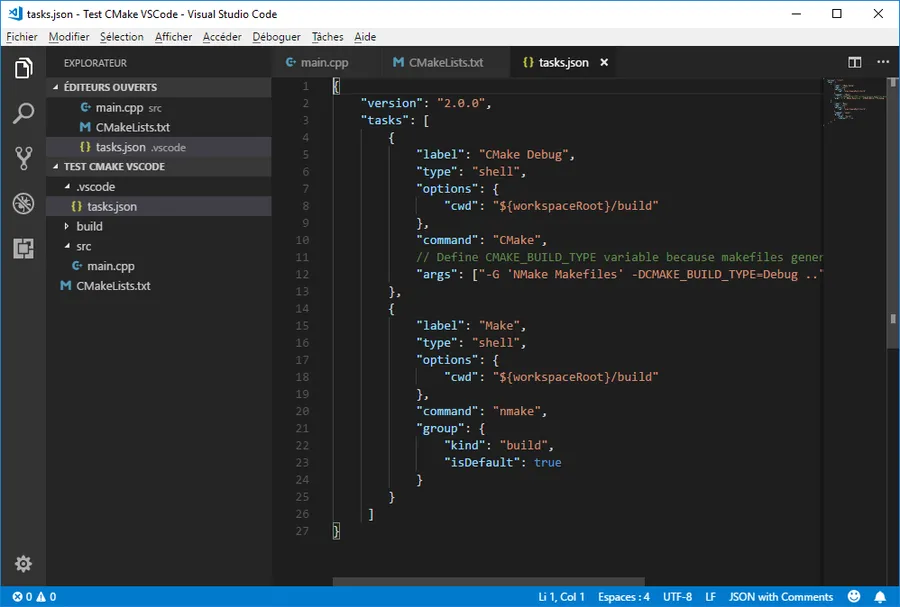 tasks.json - Test CMake VSCode - Visual Studio Code
Fichier Modifier Sélection Afficher Accéder Déboguer Tâches Aide
EXPLORATEUR
ÉDITEURS OUVERTS
main.cpp src
CMakeLists.txt
tasks.json .vscode
TEST CMAKE VSCODE
.vscode
tasks.json
build
src
main.cpp
CMakeLists.txt
main.cpp CMakeLists.txt tasks.json
1 {
2 "version": "2.0.0",
3 "tasks": [
4 {
5 "label": "CMake Debug",
6 "type": "shell",
7 "options": {
8 "cwd": "${workspaceRoot}/build"
9 },
10 "command": "CMake",
11 // Define CMAKE_BUILD_TYPE variable because makefiles gener
12 "args": ["-G 'NMake Makefiles' -DCMAKE_BUILD_TYPE=Debug .."
13 },
14 {
15 "label": "Make",
16 "type": "shell",
17 "options": {
18 "cwd": "${workspaceRoot}/build"
19 },
20 "command": "nmake",
21 "group": {
22 "kind": "build",
23 "isDefault": true
24 }
25 }
26 ]
27 }
0 0 Li 1, Col 1 Espaces : 4 UTF-8 LF JSON with Comments